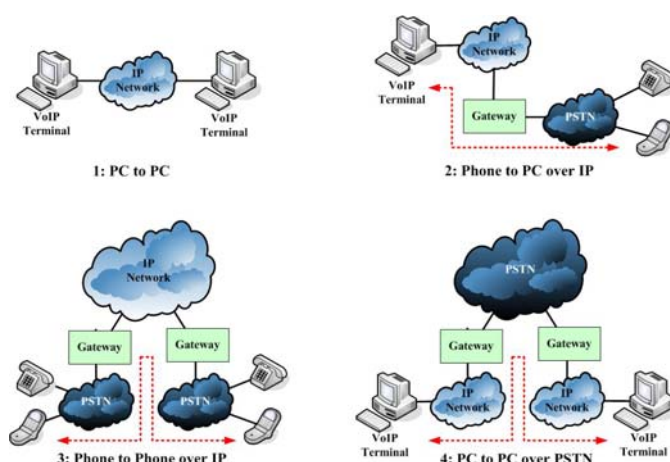 IP
Network
VoIP
Terminal
VoIP
Terminal
1: PC to PC
IP
Network
VoIP
Terminal
Gateway
PSTN
2: Phone to PC over IP
IP
Network
Gateway
Gateway
PSTN
PSTN
3: Phone to Phone over IP
PSTN
Gateway
Gateway
IP
Network
IP
Network
VoIP
Terminal
VoIP
Terminal
4: PC to PC over PSTN